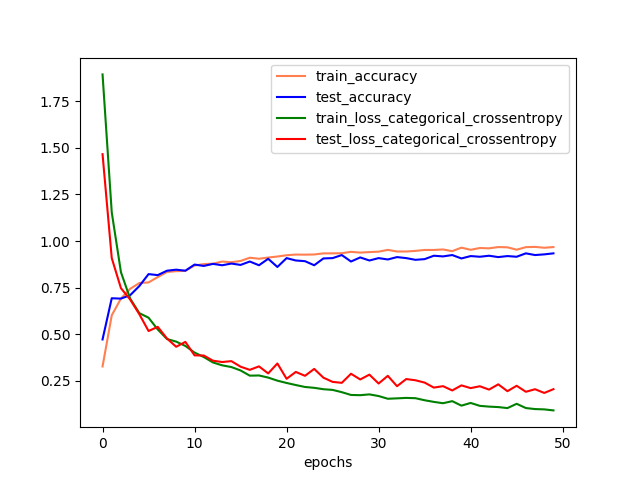 train_accuracy
test_accuracy
train_loss_categorical_crossentropy
test_loss_categorical_crossentropy
1.75
1.50
1.25
1.00
0.75
0.50
0.25
0 10 20 30 40 50
epochs